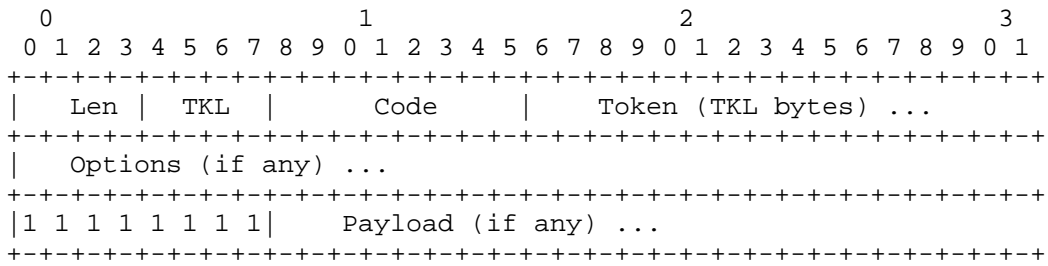 0                   1                   2                   3
 0 1 2 3 4 5 6 7 8 9 0 1 2 3 4 5 6 7 8 9 0 1 2 3 4 5 6 7 8 9 0 1
+-+-+-+-+-+-+-+-+-+-+-+-+-+-+-+-+-+-+-+-+-+-+-+-+-+-+-+-+-+-+-+-+
|   Len |  TKL  |      Code     |    Token (TKL bytes) ...
+-+-+-+-+-+-+-+-+-+-+-+-+-+-+-+-+-+-+-+-+-+-+-+-+-+-+-+-+-+-+-+-+
|   Options (if any) ...
+-+-+-+-+-+-+-+-+-+-+-+-+-+-+-+-+-+-+-+-+-+-+-+-+-+-+-+-+-+-+-+-+
|1 1 1 1 1 1 1 1|    Payload (if any) ...
+-+-+-+-+-+-+-+-+-+-+-+-+-+-+-+-+-+-+-+-+-+-+-+-+-+-+-+-+-+-+-+-+